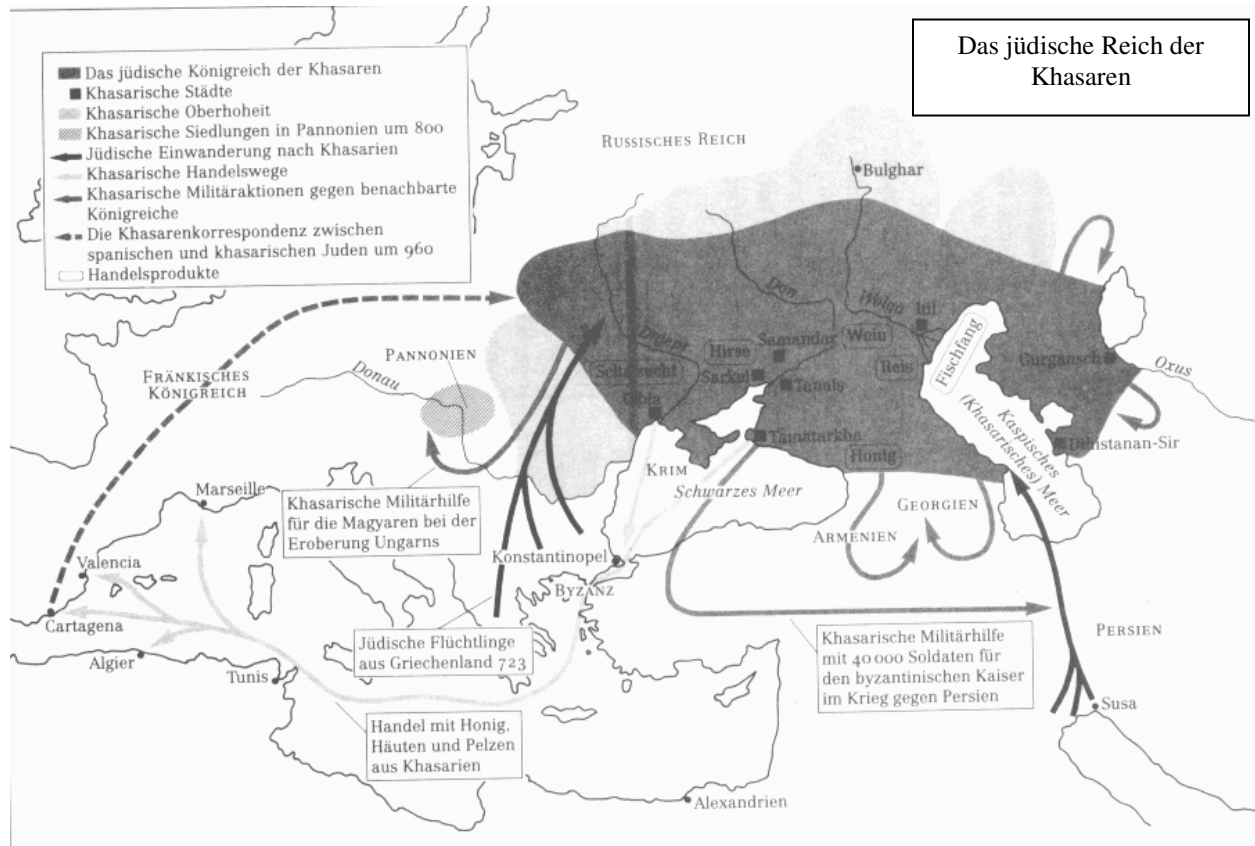 Das jüdische Reich der
Khasaren
Das jüdische Königreich der Khasaren
Khasarische Städte
Khasarische Oberhoheit
Khasarische Siedlungen in Pannonien um 800
Jüdische Einwanderung nach Khasarien
Khasarische Handelswege
Khasarische Militäraktionen gegen benachbarte
Königreiche
Die Khasarenkorrespondenz zwischen
spanischen und khasarischen Juden um 960
Handelsprodukte
RUSSISCHES REICH
Bulghar
Don
Wolga
Itil
Dnjepr
Hirse
Samandar
Wein
Schafzucht
Sarkel
Tanais
Reis
Fischfang
Gurgansch
Oxus
PANNONIEN
Donau
FRÄNKISCHES
KÖNIGREICH
Olbia
Tamatarkha
Kaspisches
(Khasarisches) Meer
Dihistanan-Sir
KRIM
Honig
Schwarzes Meer
GEORGIEN
ARMENIEN
Marseille
Khasarische Militärhilfe
für die Magyaren bei der
Eroberung Ungarns
Valencia
Konstantinopel
BYZANZ
Cartagena
Algier
Tunis
Jüdische Flüchtlinge
aus Griechenland 723
Khasarische Militärhilfe
mit 40 000 Soldaten für
den byzantinischen Kaiser
im Krieg gegen Persien
PERSIEN
Susa
Handel mit Honig,
Häuten und Pelzen
aus Khasarien
Alexandrien